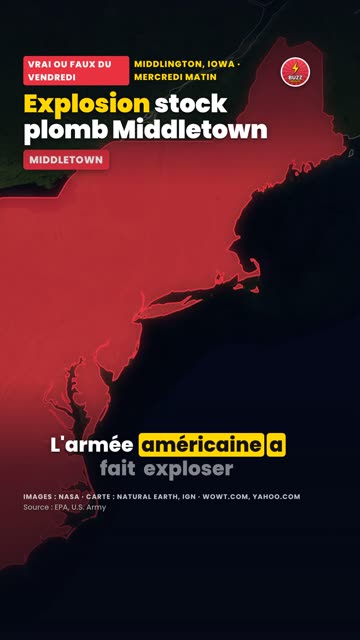 VRAI OU FAUX DU
VENDREDI
MIDDLINGTON, IOWA ·
MERCREDI MATIN
BUZZ
Explosion stock
plomb Middletown
MIDDLETOWN
L'armée américaine a
fait exploser
IMAGES : NASA · CARTE : NATURAL EARTH, IGN · WOWT.COM, YAHOO.COM
Source : EPA, U.S. Army